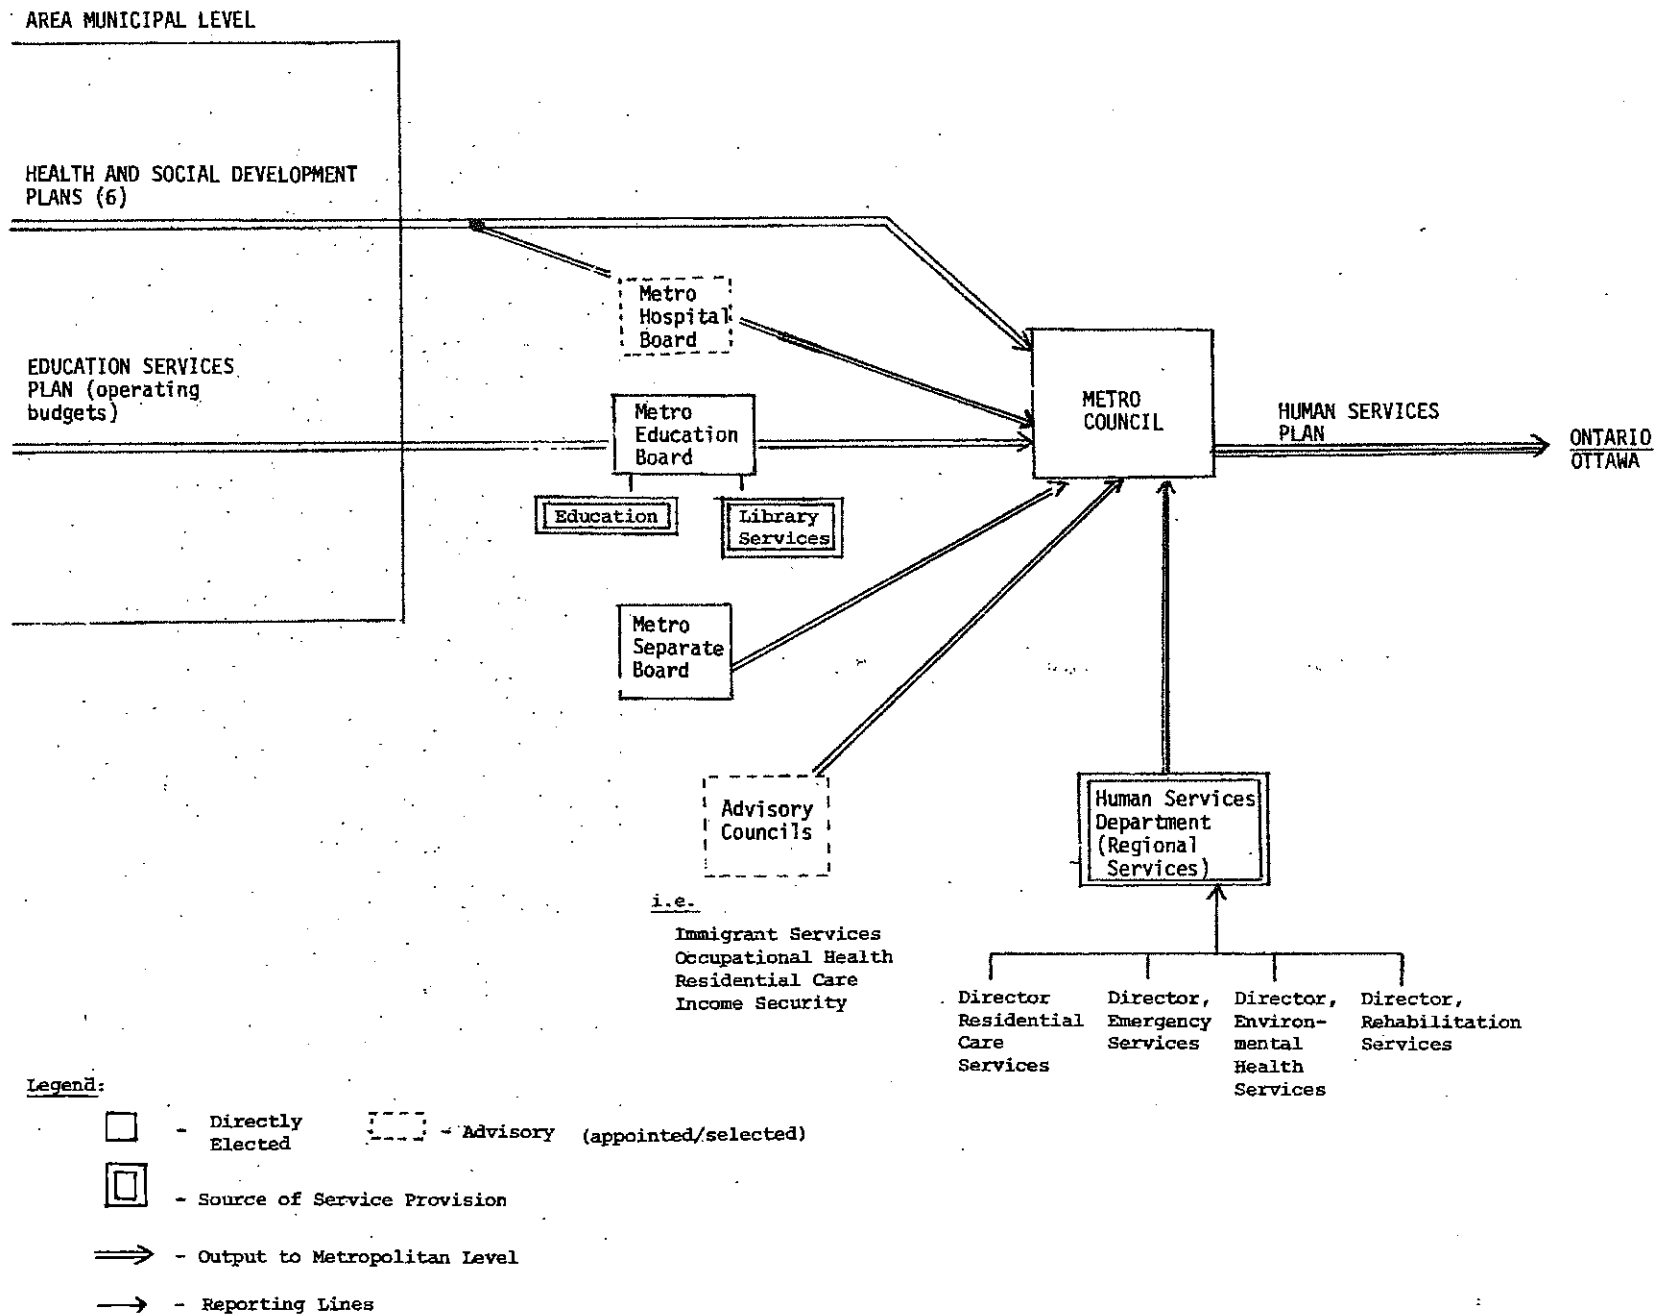 AREA MUNICIPAL LEVEL
HEALTH AND SOCIAL DEVELOPMENT
PLANS (6)
EDUCATION SERVICES
PLAN (operating
budgets)
Metro
Hospital
Board
Metro
Education
Board
Education
Library
Services
Metro
Separate
Board
Advisory
Councils
i.e.
Immigrant Services
Occupational Health
Residential Care
Income Security
METRO
COUNCIL
HUMAN SERVICES
PLAN
ONTARIO
OTTAWA
Human Services
Department
(Regional
Services)
Director
Residential
Care
Services
Director,
Emergency
Services
Director,
Environ-
mental
Health
Services
Director,
Rehabilitation
Services
Legend:
- Directly
Elected
- Advisory (appointed/selected)
- Source of Service Provision
- Output to Metropolitan Level
- Reporting Lines